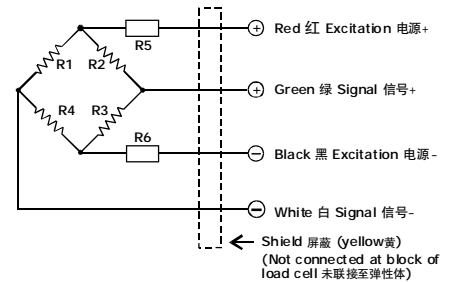 Red 红 Excitation 电源+
R5
R1
R2
Green 绿 Signal 信号+
R4
R3
R6
Black 黑 Excitation 电源-
White 白 Signal 信号-
Shield 屏蔽 (yellow黄)
(Not connected at block of
load cell 未联接至弹性体)